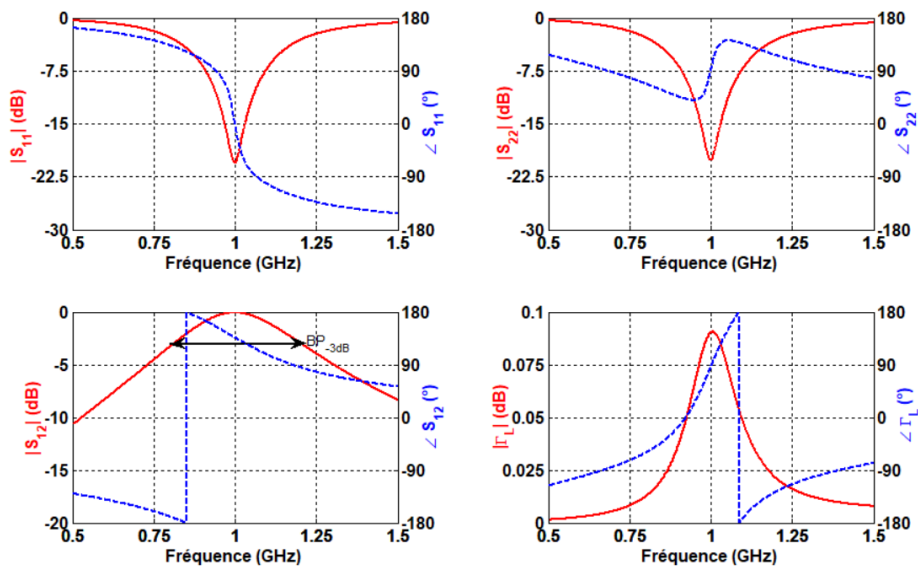 0
-7.5
-15
-22.5
-30
|S11| (dB)
180
90
0
-90
-180
∠ S11 (°)
0.5 0.75 1 1.25 1.5
Fréquence (GHz)
0
-7.5
-15
-22.5
-30
|S22| (dB)
180
90
0
-90
-180
∠ S22 (°)
0.5 0.75 1 1.25 1.5
Fréquence (GHz)
0
-5
-10
-15
-20
|S12| (dB)
BP-3dB
180
90
0
-90
-180
∠ S12 (°)
0.5 0.75 1 1.25 1.5
Fréquence (GHz)
0.1
0.075
0.05
0.025
0
|ΓL| (dB)
180
90
0
-90
-180
∠ ΓL (°)
0.5 0.75 1 1.25 1.5
Fréquence (GHz)